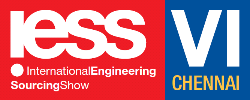 iess
InternationalEngineering
SourcingShow
VI
CHENNAI